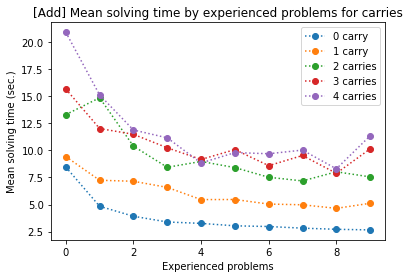 [Add] Mean solving time by experienced problems for carries
Mean solving time (sec.)
20.0
17.5
15.0
12.5
10.0
7.5
5.0
2.5
0 carry
1 carry
2 carries
3 carries
4 carries
0 2 4 6 8
Experienced problems